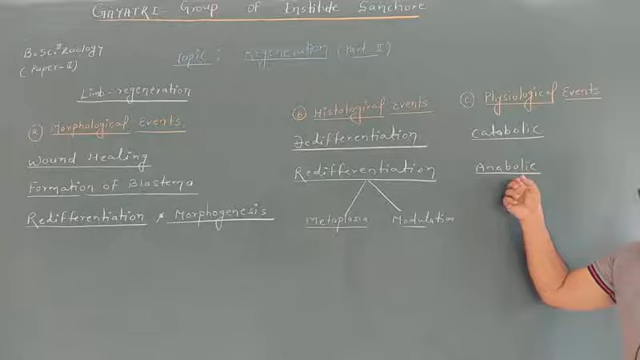 GAYATRI Group of Institute Sanchore
B.Sc. II Zoology
(Paper-II)
Topic: Regeneration (Part II)
Limb-regeneration
(a) Morphological Events
Wound Healing
Formation of Blastema
Redifferentiation & Morphogenesis
(b) Histological Events
Dedifferentiation
Redifferentiation
Metaplasia Modulation
(c) Physiological Events
Catabolic
Anabolic